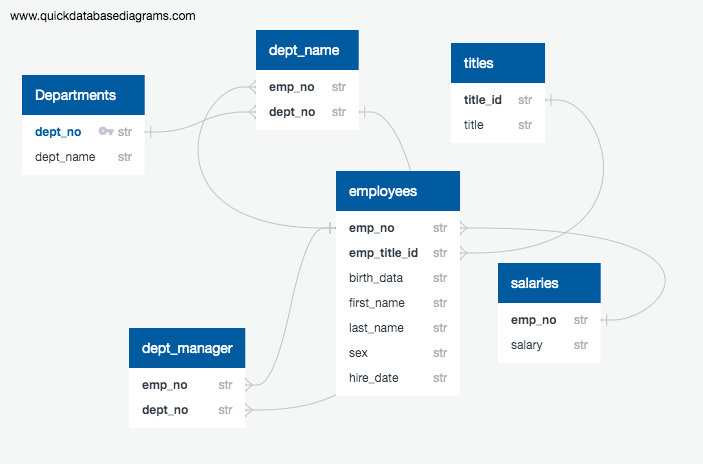 www.quickdatabasediagrams.com
dept_name
emp_no str
dept_no str
titles
title_id str
title str
Departments
dept_no str
dept_name str
employees
emp_no str
emp_title_id str
birth_data str
first_name str
last_name str
sex str
hire_date str
salaries
emp_no str
salary str
dept_manager
emp_no str
dept_no str